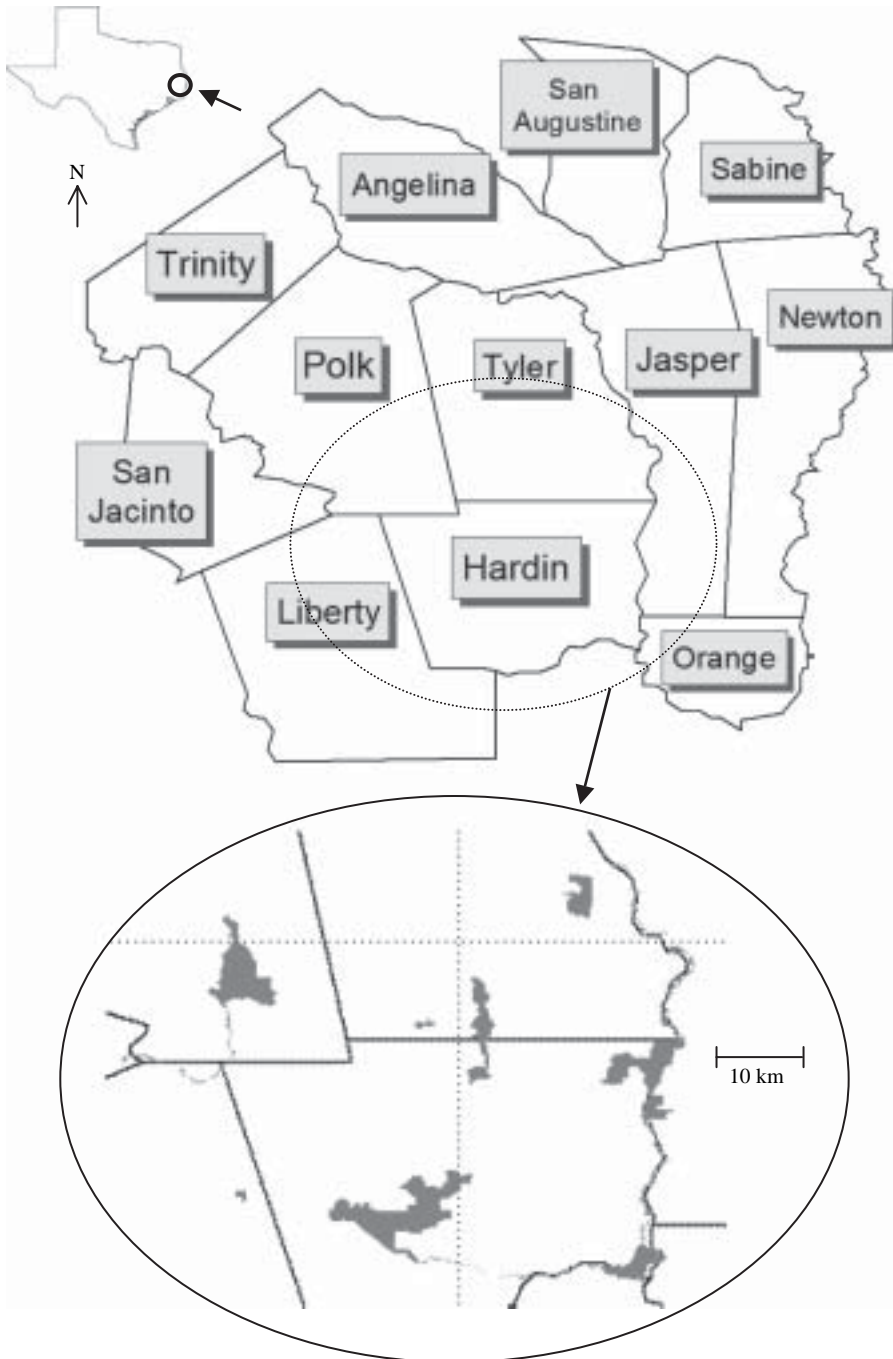 San
Augustine
Sabine
Angelina
N
Trinity
Newton
Polk
Tyler
Jasper
San
Jacinto
Hardin
Liberty
Orange
10 km